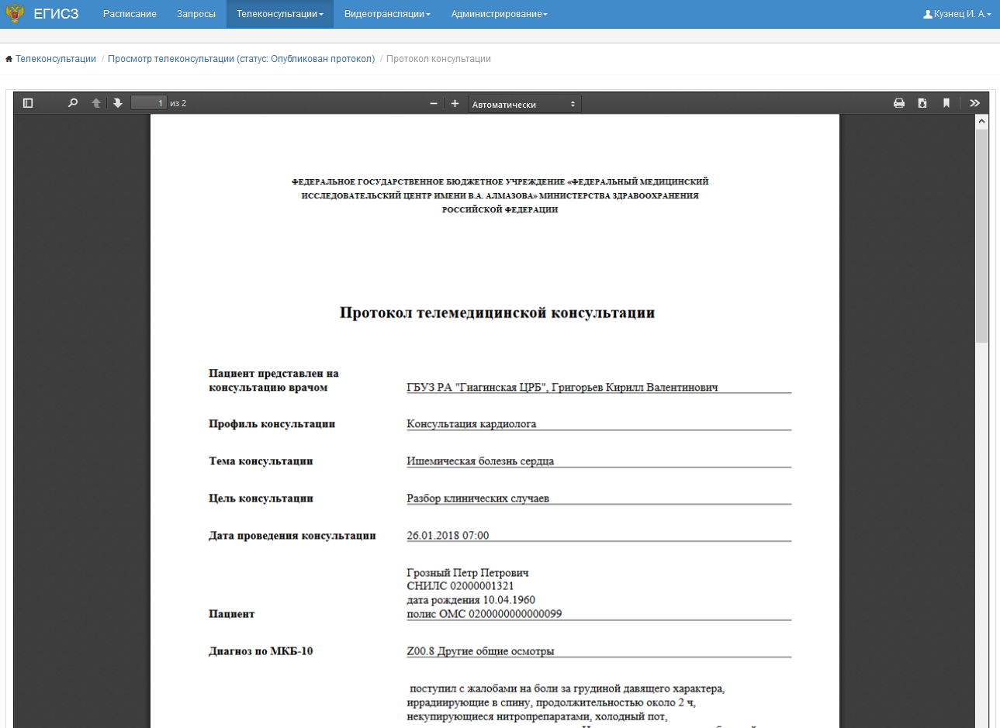 ЕГИСЗ Расписание Запросы Телеконсультации Видеотрансляции Администрирование Кузнец И. А.
Телеконсультации / Просмотр телеконсультации (статус: Опубликован протокол) / Протокол консультации
1 из 2 Автоматически
ФЕДЕРАЛЬНОЕ ГОСУДАРСТВЕННОЕ БЮДЖЕТНОЕ УЧРЕЖДЕНИЕ «ФЕДЕРАЛЬНЫЙ МЕДИЦИНСКИЙ
ИССЛЕДОВАТЕЛЬСКИЙ ЦЕНТР ИМЕНИ В.А. АЛМАЗОВА» МИНИСТЕРСТВА ЗДРАВООХРАНЕНИЯ
РОССИЙСКОЙ ФЕДЕРАЦИИ
Протокол телемедицинской консультации
Пациент представлен на
консультацию врачом ГБУЗ РА "Гиагинская ЦРБ", Григорьев Кирилл Валентинович
Профиль консультации Консультация кардиолога
Тема консультации Ишемическая болезнь сердца
Цель консультации Разбор клинических случаев
Дата проведения консультации 26.01.2018 07:00
Грозный Петр Петрович
СНИЛС 02000001321
дата рождения 10.04.1960
Пациент полис ОМС 0200000000000099
Диагноз по МКБ-10 Z00.8 Другие общие осмотры
поступил с жалобами на боли за грудиной давящего характера,
иррадиирующие в спину, продолжительностью около 2 ч,
некупирующиеся нитропрепаратами, холодный пот,